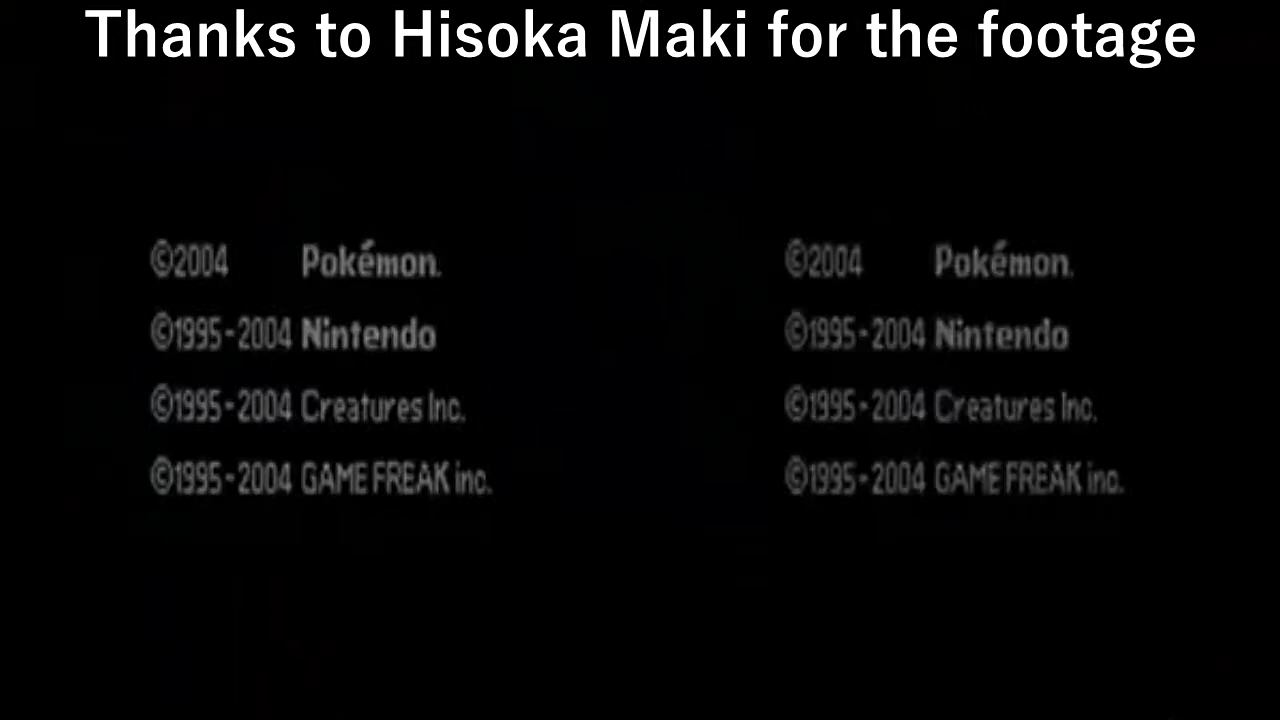 Thanks to Hisoka Maki for the footage
©2004 Pokémon.
©1995-2004 Nintendo
©1995-2004 Creatures Inc.
©1995-2004 GAME FREAK inc.
©2004 Pokémon.
©1995-2004 Nintendo
©1995-2004 Creatures Inc.
©1995-2004 GAME FREAK inc.